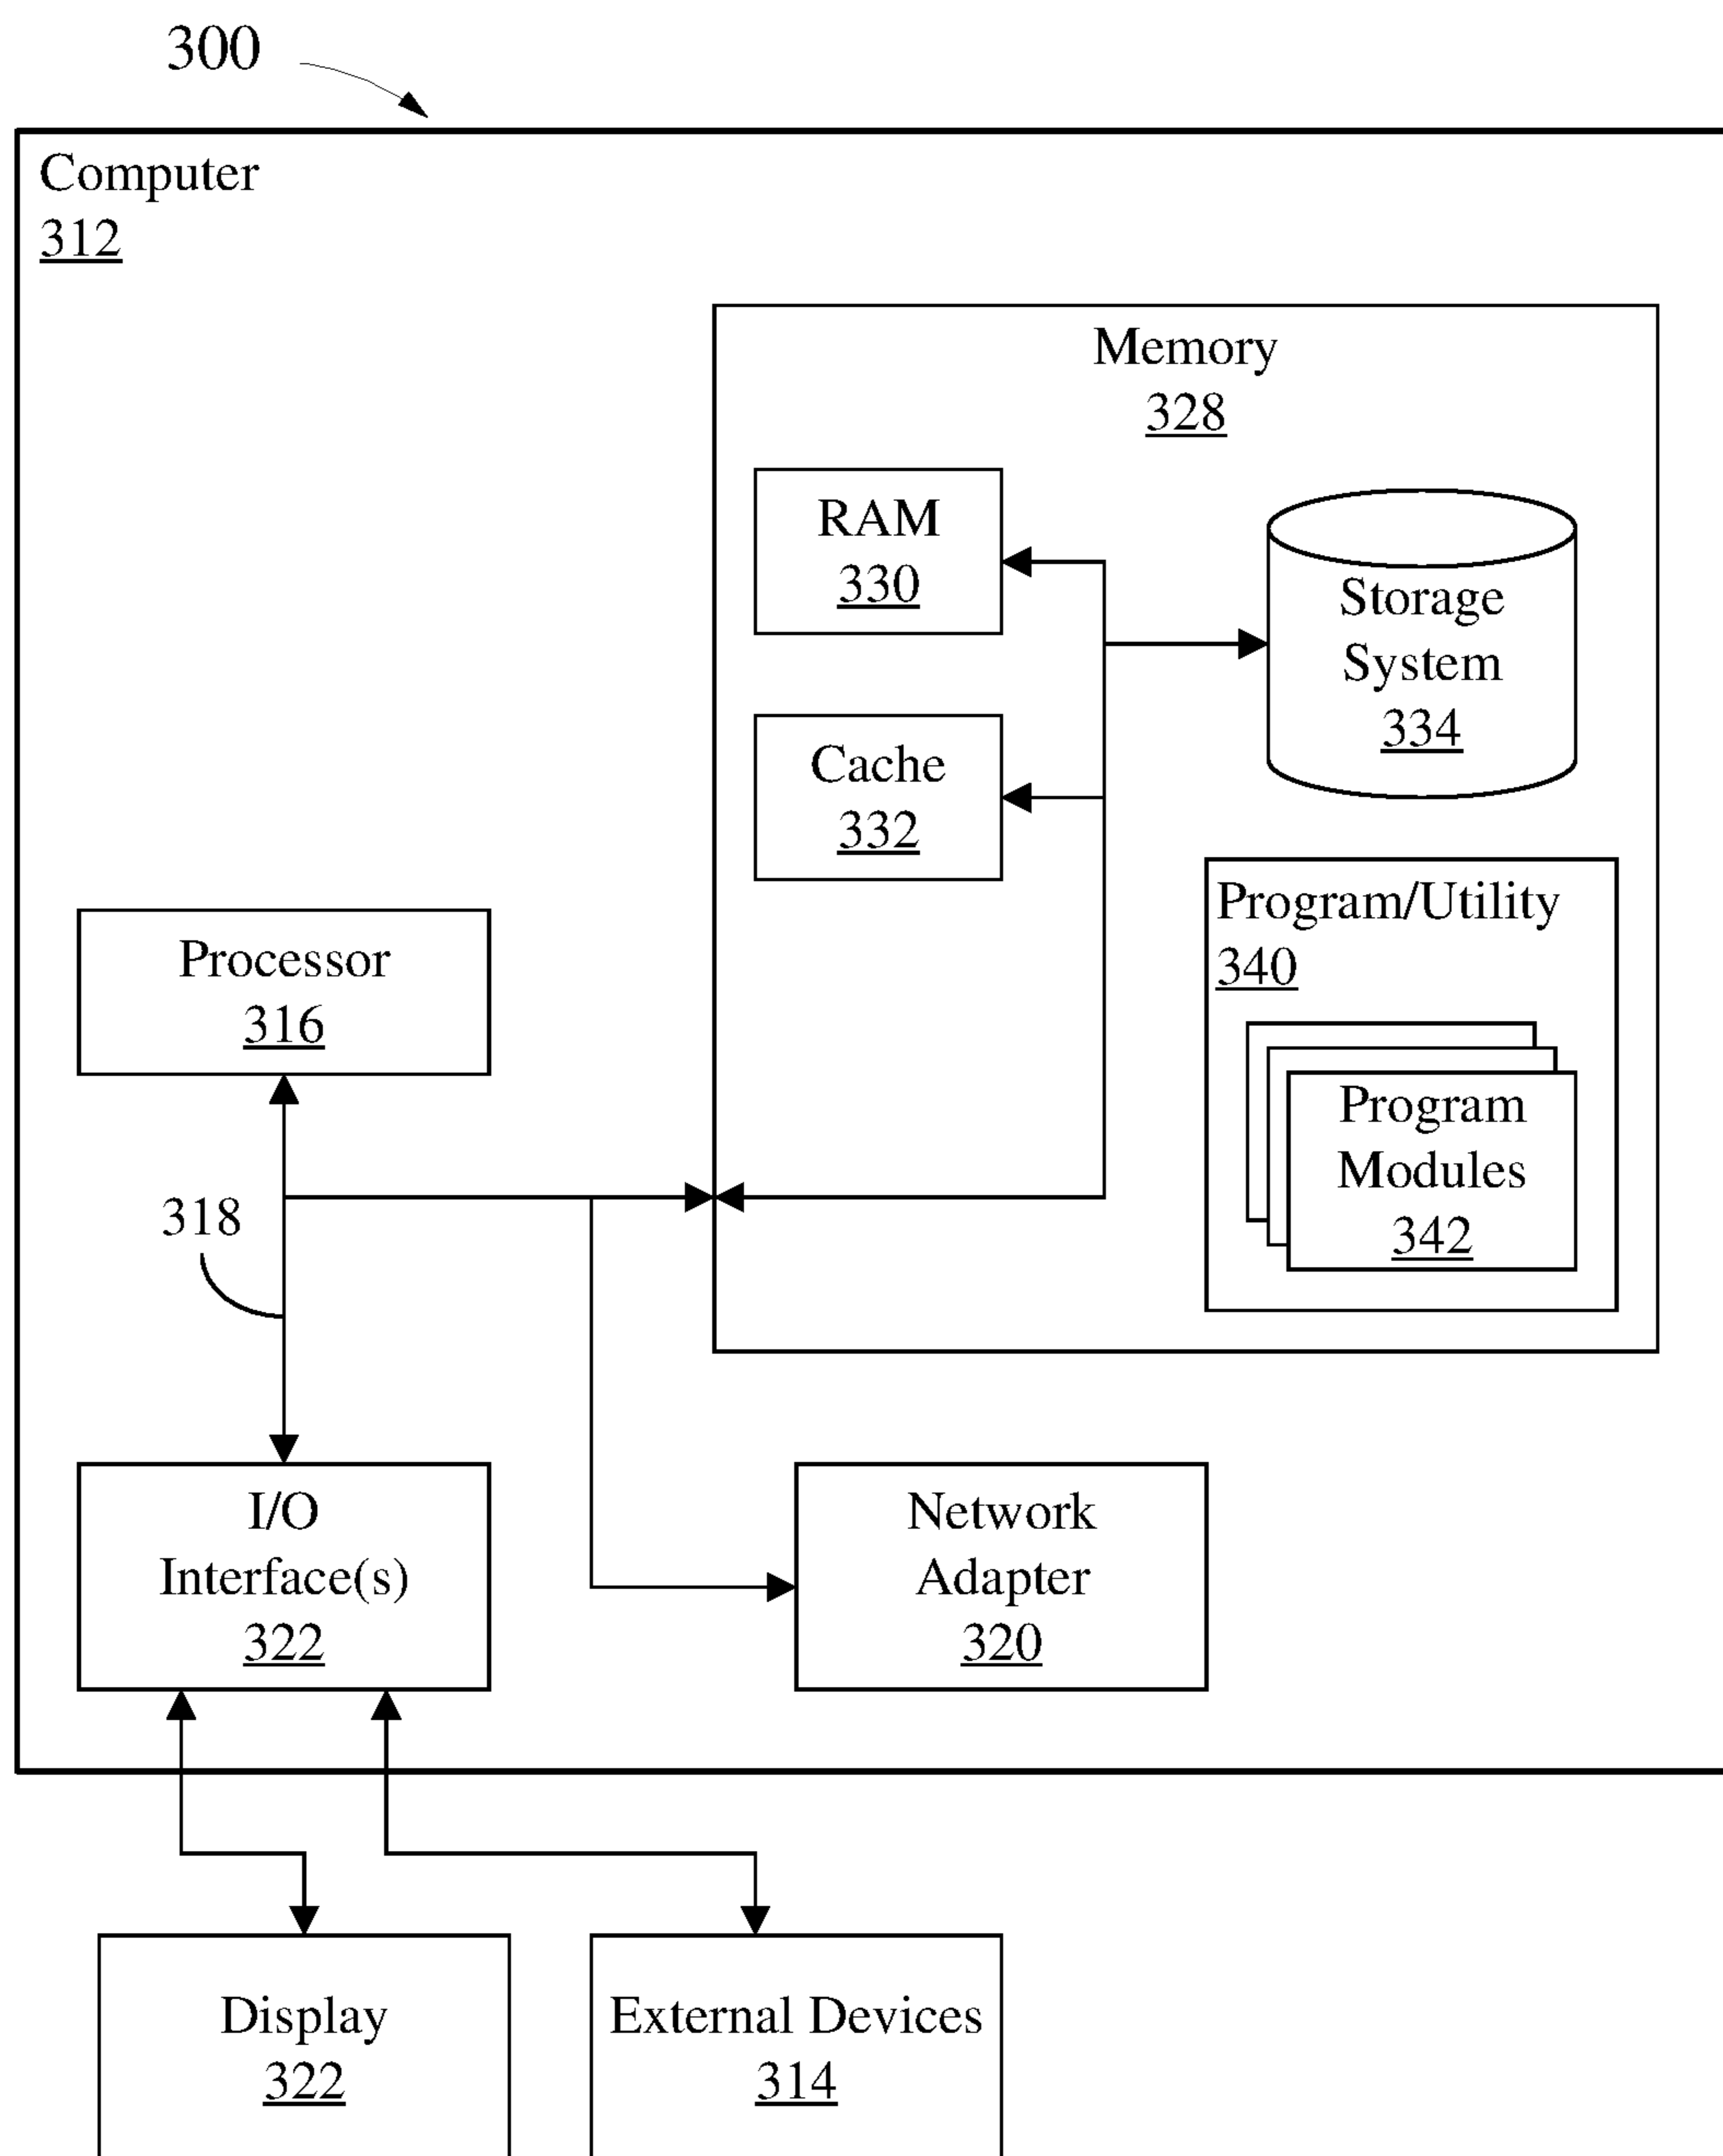 300
Computer
312
Memory
328
RAM
330
Storage
System
334
Cache
332
Program/Utility
340
Processor
316
Program
Modules
342
318
I/O
Interface(s)
322
Network
Adapter
320
Display
322
External Devices
314